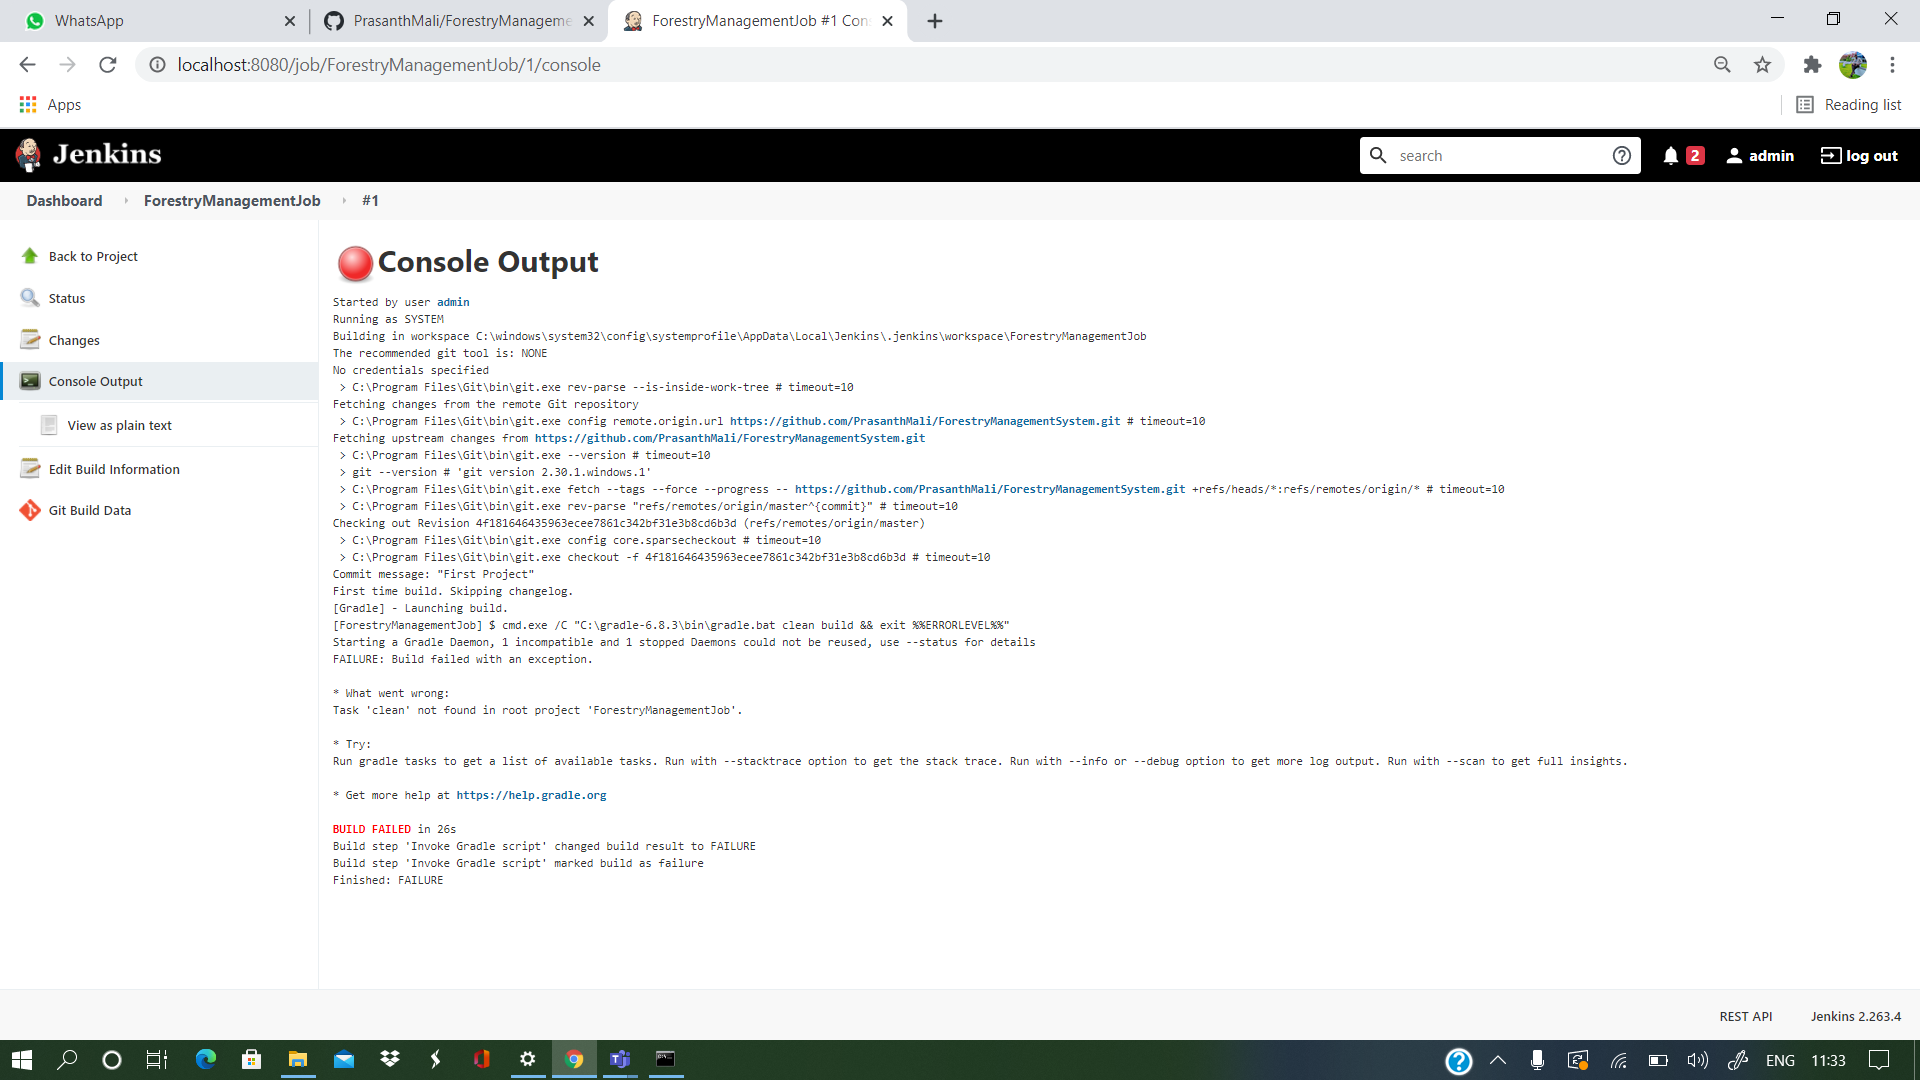 WhatsApp
PrasanthMali/ForestryManageme
ForestryManagementJob #1 Con
localhost:8080/job/ForestryManagementJob/1/console
Apps
Reading list
Jenkins
search
2
admin
log out
Dashboard
ForestryManagementJob
#1
Back to Project
Status
Changes
Console Output
View as plain text
Edit Build Information
Git Build Data
Console Output
Started by user admin
Running as SYSTEM
Building in workspace C:\windows\system32\config\systemprofile\AppData\Local\Jenkins\.jenkins\workspace\ForestryManagementJob
The recommended git tool is: NONE
No credentials specified
> C:\Program Files\Git\bin\git.exe rev-parse --is-inside-work-tree # timeout=10
Fetching changes from the remote Git repository
> C:\Program Files\Git\bin\git.exe config remote.origin.url https://github.com/PrasanthMali/ForestryManagementSystem.git # timeout=10
Fetching upstream changes from https://github.com/PrasanthMali/ForestryManagementSystem.git
> C:\Program Files\Git\bin\git.exe --version # timeout=10
> git --version # 'git version 2.30.1.windows.1'
> C:\Program Files\Git\bin\git.exe fetch --tags --force --progress -- https://github.com/PrasanthMali/ForestryManagementSystem.git +refs/heads/*:refs/remotes/origin/* # timeout=10
> C:\Program Files\Git\bin\git.exe rev-parse "refs/remotes/origin/master^{commit}" # timeout=10
Checking out Revision 4f181646435963ecee7861c342bf31e3b8cd6b3d (refs/remotes/origin/master)
> C:\Program Files\Git\bin\git.exe config core.sparsecheckout # timeout=10
> C:\Program Files\Git\bin\git.exe checkout -f 4f181646435963ecee7861c342bf31e3b8cd6b3d # timeout=10
Commit message: "First Project"
First time build. Skipping changelog.
[Gradle] - Launching build.
[ForestryManagementJob] $ cmd.exe /C "C:\gradle-6.8.3\bin\gradle.bat clean build && exit %%ERRORLEVEL%%"
Starting a Gradle Daemon, 1 incompatible and 1 stopped Daemons could not be reused, use --status for details
FAILURE: Build failed with an exception.
* What went wrong:
Task 'clean' not found in root project 'ForestryManagementJob'.
* Try:
Run gradle tasks to get a list of available tasks. Run with --stacktrace option to get the stack trace. Run with --info or --debug option to get more log output. Run with --scan to get full insights.
* Get more help at https://help.gradle.org
BUILD FAILED in 26s
Build step 'Invoke Gradle script' changed build result to FAILURE
Build step 'Invoke Gradle script' marked build as failure
Finished: FAILURE
REST API
Jenkins 2.263.4
ENG
11:33